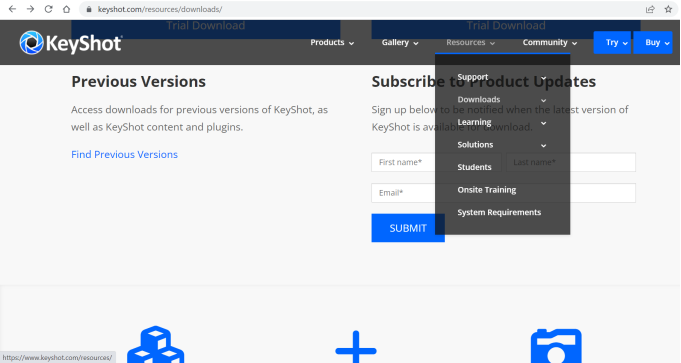 keyshot.com/resources/downloads/
Trial Download
Trial Download
KeyShot
Products
Gallery
Resources
Community
Try
Buy
Previous Versions
Access downloads for previous versions of KeyShot, as
well as KeyShot content and plugins.
Find Previous Versions
Subscribe to Product Updates
Sign up below to be notified when the latest version of
KeyShot is available for download.
First name*
Last name*
Email*
SUBMIT
Support
Downloads
Learning
Solutions
Students
Onsite Training
System Requirements
https://www.keyshot.com/resources/